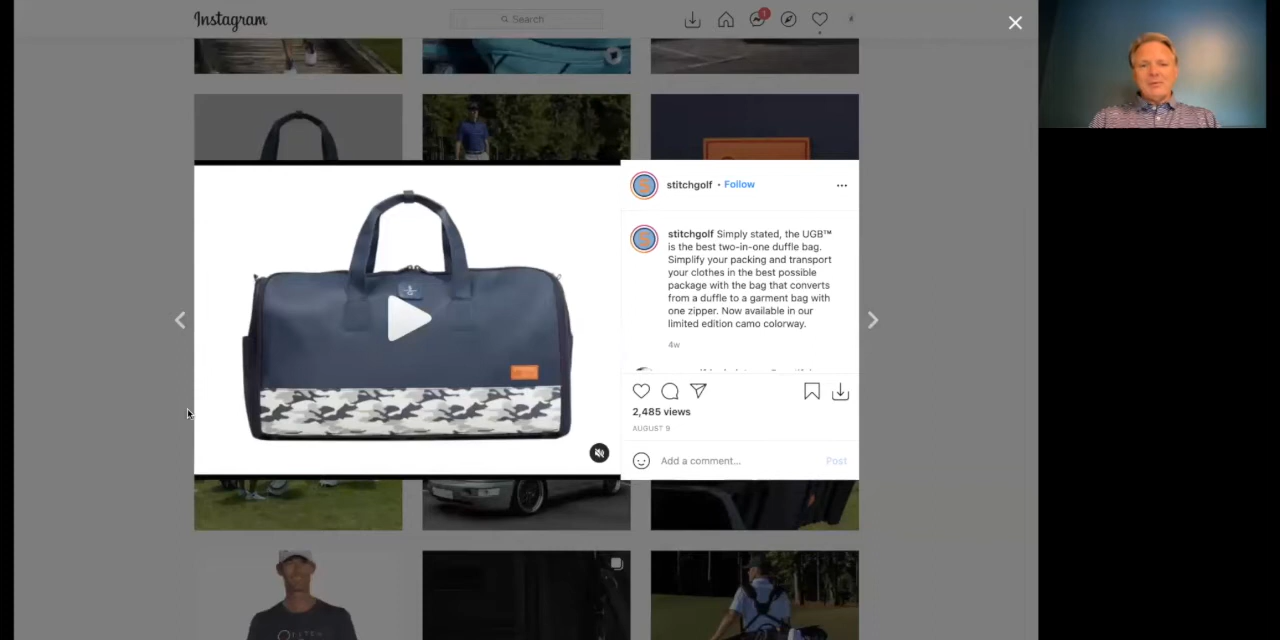 Instagram
Search
1
stitchgolf • Follow
stitchgolf Simply stated, the UGB™
is the best two-in-one duffle bag.
Simplify your packing and transport
your clothes in the best possible
package with the bag that converts
from a duffle to a garment bag with
one zipper. Now available in our
limited edition camo colorway.
4w
2,485 views
AUGUST 9
Add a comment...
Post